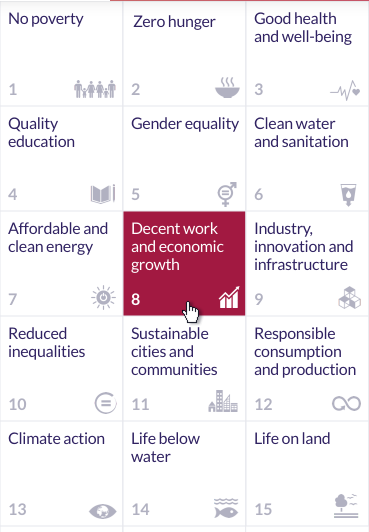 No poverty
1
Zero hunger
2
Good health
and well-being
3
Quality
education
4
Gender equality
5
Clean water
and sanitation
6
Affordable and
clean energy
7
Decent work
and economic
growth
8
Industry,
innovation and
infrastructure
9
Reduced
inequalities
10
Sustainable
cities and
communities
11
Responsible
consumption
and production
12
Climate action
13
Life below
water
14
Life on land
15